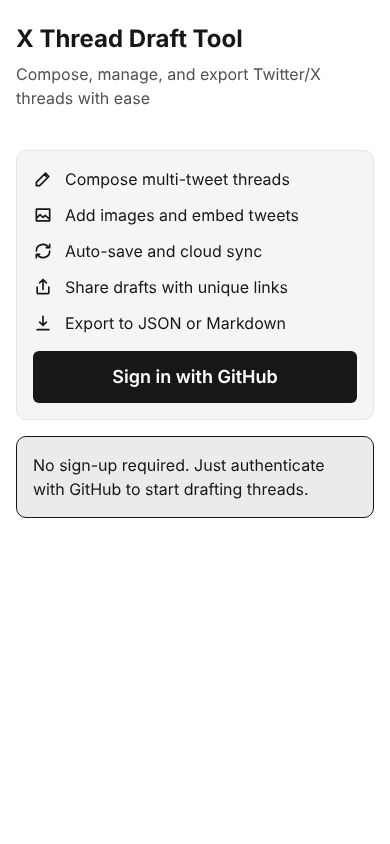 X Thread Draft Tool
Compose, manage, and export Twitter/X
threads with ease
Compose multi-tweet threads
Add images and embed tweets
Auto-save and cloud sync
Share drafts with unique links
Export to JSON or Markdown
Sign in with GitHub
No sign-up required. Just authenticate
with GitHub to start drafting threads.